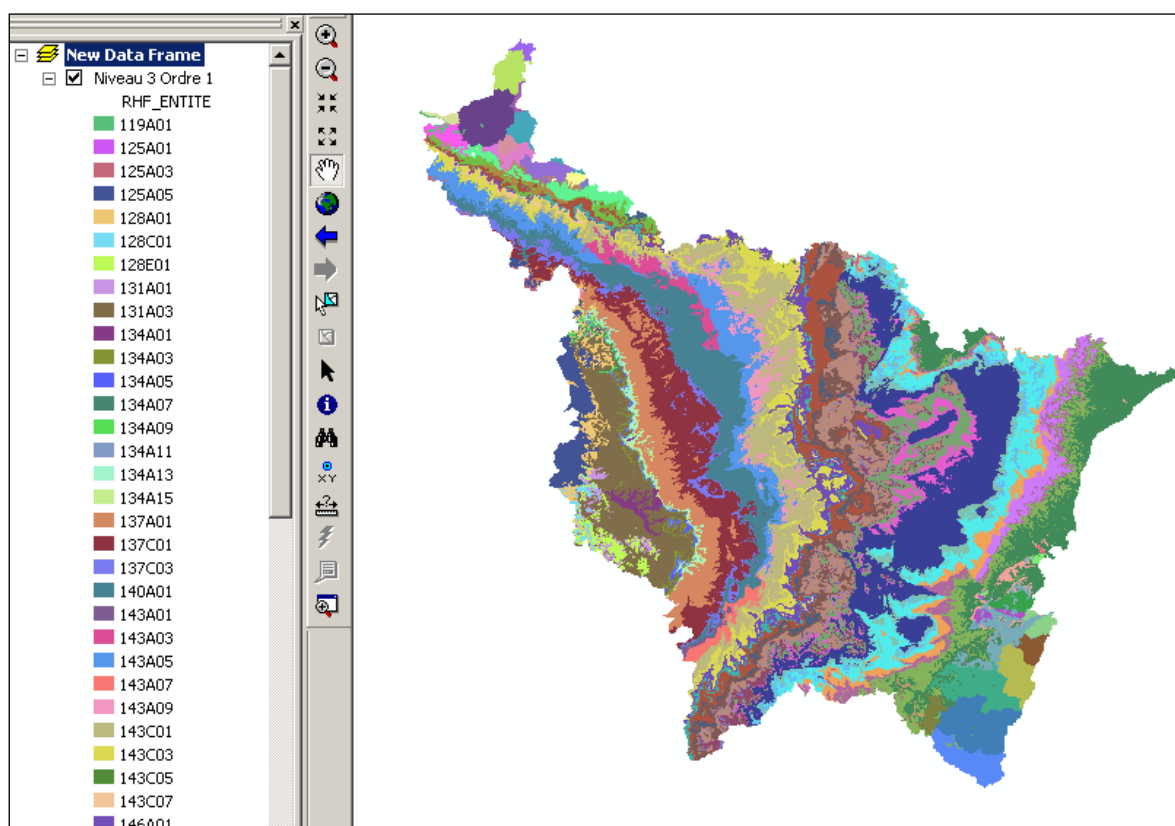 New Data Frame
Niveau 3 Ordre 1
RHF_ENTITE
119A01
125A01
125A03
125A05
128A01
128C01
128E01
131A01
131A03
134A01
134A03
134A05
134A07
134A09
134A11
134A13
134A15
137A01
137C01
137C03
140A01
143A01
143A03
143A05
143A07
143A09
143C01
143C03
143C05
143C07
146A01
XY